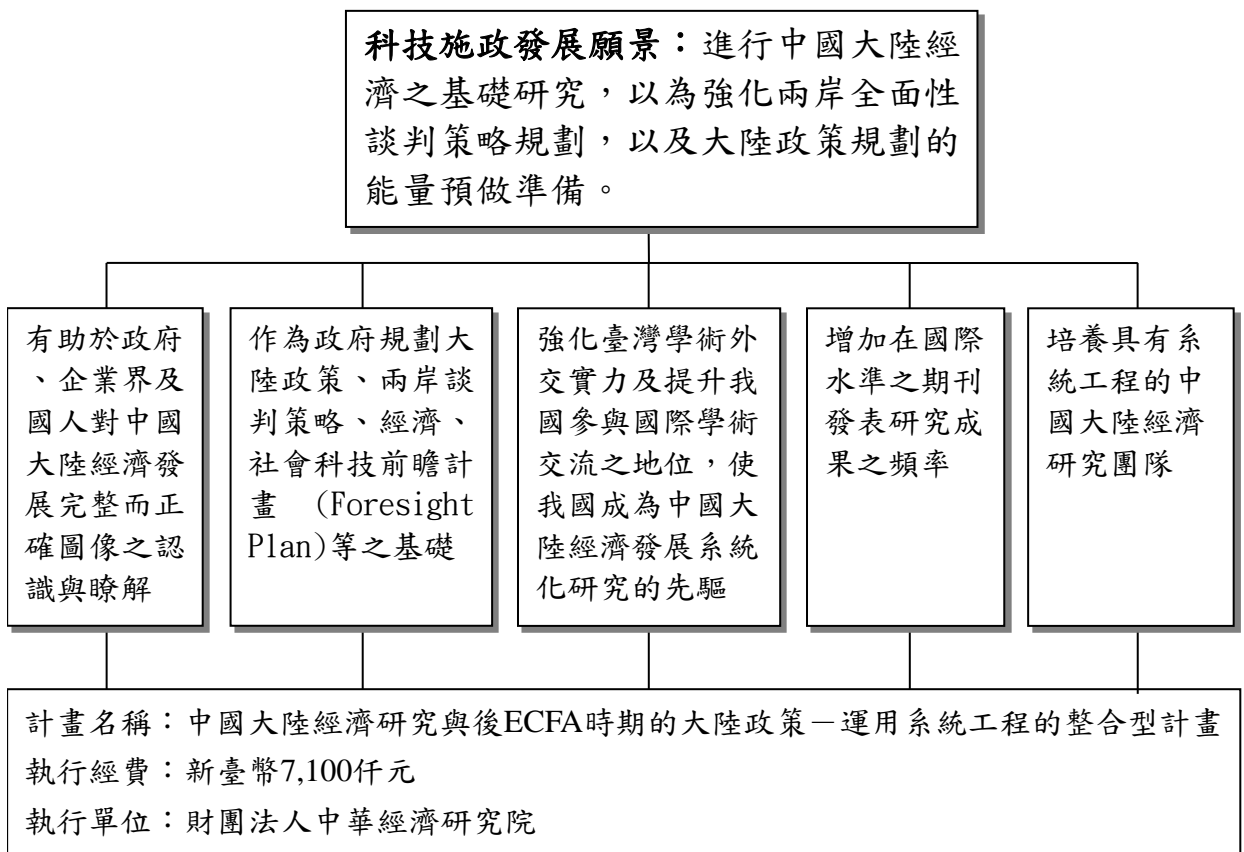 科技施政發展願景：進行中國大陸經
濟之基礎研究，以為強化兩岸全面性
談判策略規劃，以及大陸政策規劃的
能量預做準備。
有助於政府
、企業界及
國人對中國
大陸經濟發
展完整而正
確圖像之認
識與瞭解
作為政府規劃大
陸政策、兩岸談
判策略、經濟、
社會科技前瞻計
畫 (Foresight
Plan)等之基礎
強化臺灣學術外
交實力及提升我
國參與國際學術
交流之地位，使
我國成為中國大
陸經濟發展系統
化研究的先驅
增加在國際
水準之期刊
發表研究成
果之頻率
培養具有系
統工程的中
國大陸經濟
研究團隊
計畫名稱：中國大陸經濟研究與後ECFA時期的大陸政策－運用系統工程的整合型計畫
執行經費：新臺幣7,100仟元
執行單位：財團法人中華經濟研究院